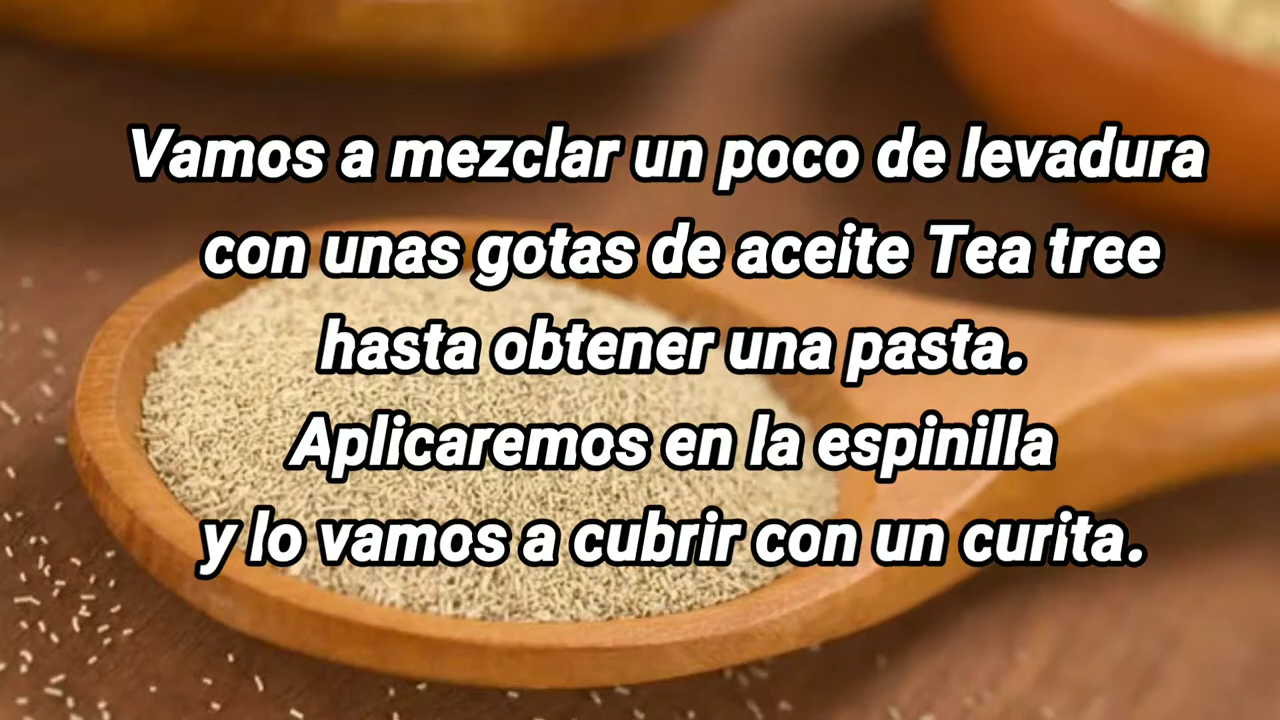 Vamos a mezclar un poco de levadura
con unas gotas de aceite Tea tree
hasta obtener una pasta.
Aplicaremos en la espinilla
y lo vamos a cubrir con un curita.